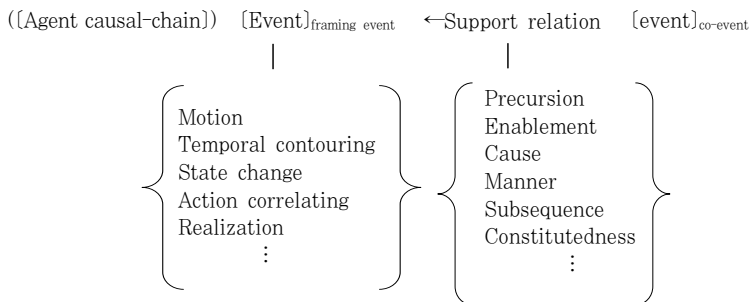 ([Agent causal-chain]) [Event]framing event ←Support relation [event]co-event
Motion
Temporal contouring
State change
Action correlating
Realization
⋮
Precursion
Enablement
Cause
Manner
Subsequence
Constitutedness
⋮